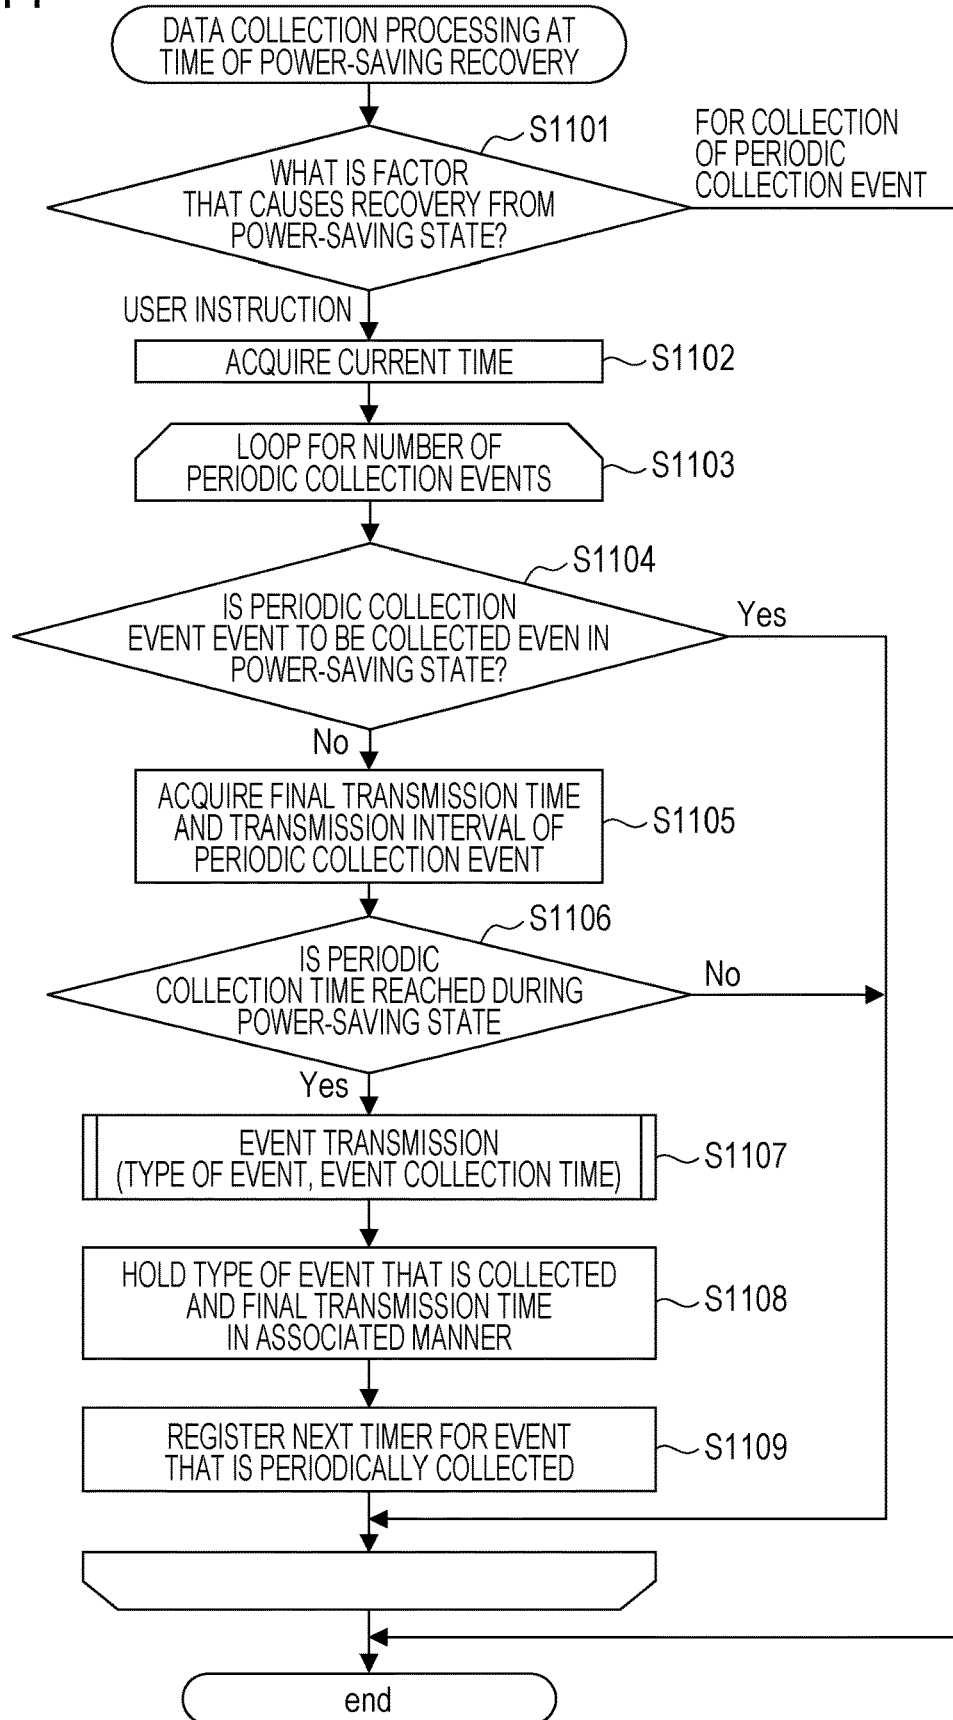 DATA COLLECTION PROCESSING AT
TIME OF POWER-SAVING RECOVERY
S1101
FOR COLLECTION
OF PERIODIC
COLLECTION EVENT
WHAT IS FACTOR
THAT CAUSES RECOVERY FROM
POWER-SAVING STATE?
USER INSTRUCTION
ACQUIRE CURRENT TIME
S1102
LOOP FOR NUMBER OF
PERIODIC COLLECTION EVENTS
S1103
S1104
IS PERIODIC COLLECTION
EVENT EVENT TO BE COLLECTED EVEN IN
POWER-SAVING STATE?
Yes
No
ACQUIRE FINAL TRANSMISSION TIME
AND TRANSMISSION INTERVAL OF
PERIODIC COLLECTION EVENT
S1105
S1106
IS PERIODIC
COLLECTION TIME REACHED DURING
POWER-SAVING STATE
No
Yes
EVENT TRANSMISSION
(TYPE OF EVENT, EVENT COLLECTION TIME)
S1107
HOLD TYPE OF EVENT THAT IS COLLECTED
AND FINAL TRANSMISSION TIME
IN ASSOCIATED MANNER
S1108
REGISTER NEXT TIMER FOR EVENT
THAT IS PERIODICALLY COLLECTED
S1109
end